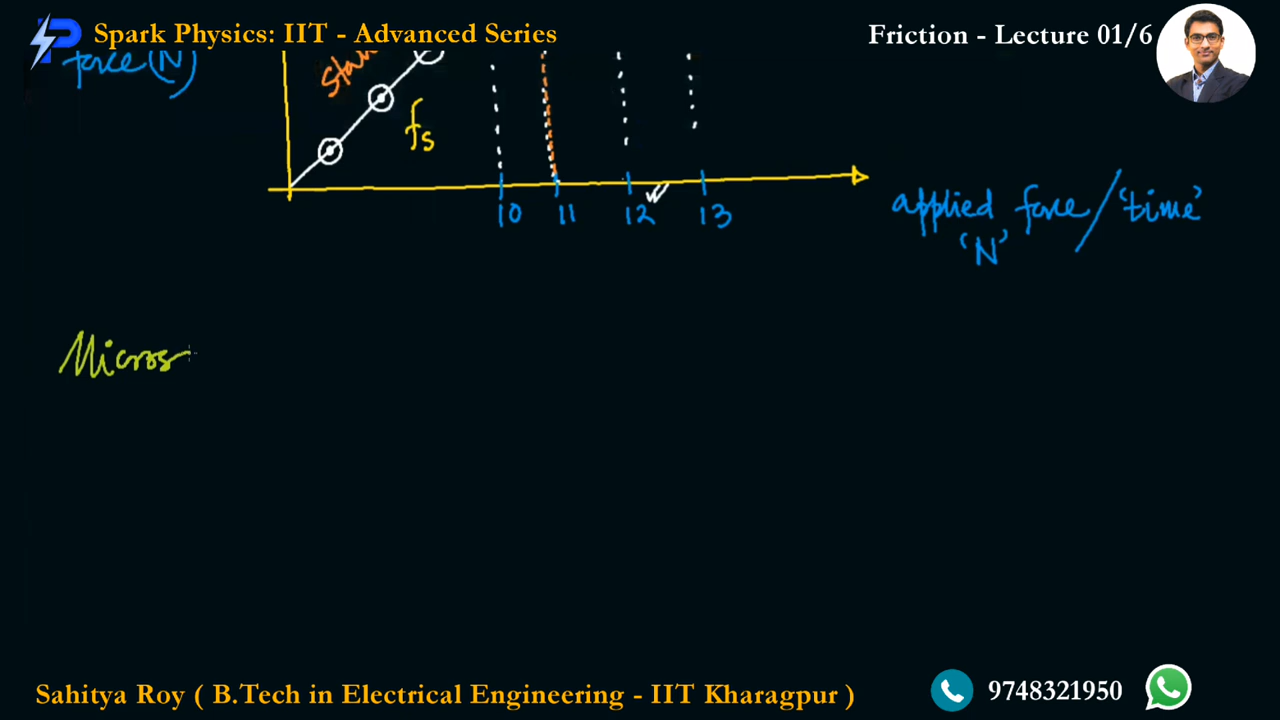 Spark Physics: IIT - Advanced Series
Friction - Lecture 01/6
force (N)
fs
10 11 12 13
applied force / 'time'
'N'
Micros
Sahitya Roy ( B.Tech in Electrical Engineering - IIT Kharagpur )
9748321950